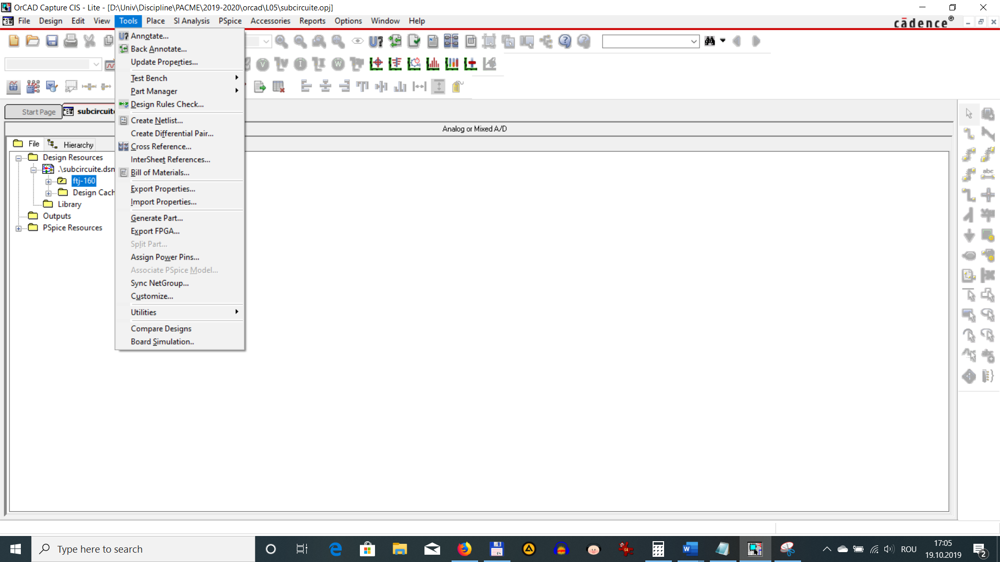 OrCAD Capture CIS - Lite - [D:\Univ\Discipline\PACME\2019-2020\orcad\L05\subcircuite.opj]
File Design Edit View Tools Place SI Analysis PSpice Accessories Reports Options Window Help
cādence®
Annotate...
Back Annotate...
Update Properties...
Test Bench
Part Manager
Design Rules Check...
Create Netlist...
Create Differential Pair...
Cross Reference...
InterSheet References...
Bill of Materials...
Export Properties...
Import Properties...
Generate Part...
Export FPGA...
Split Part...
Assign Power Pins...
Associate PSpice Model...
Sync NetGroup...
Customize...
Utilities
Compare Designs
Board Simulation..
Start Page
subcircuite
Analog or Mixed A/D
File Hierarchy
Design Resources
.\subcircuite.dsn
ftj-160
Design Cach
Library
Outputs
PSpice Resources
Type here to search
ROU
17:05
19.10.2019
2